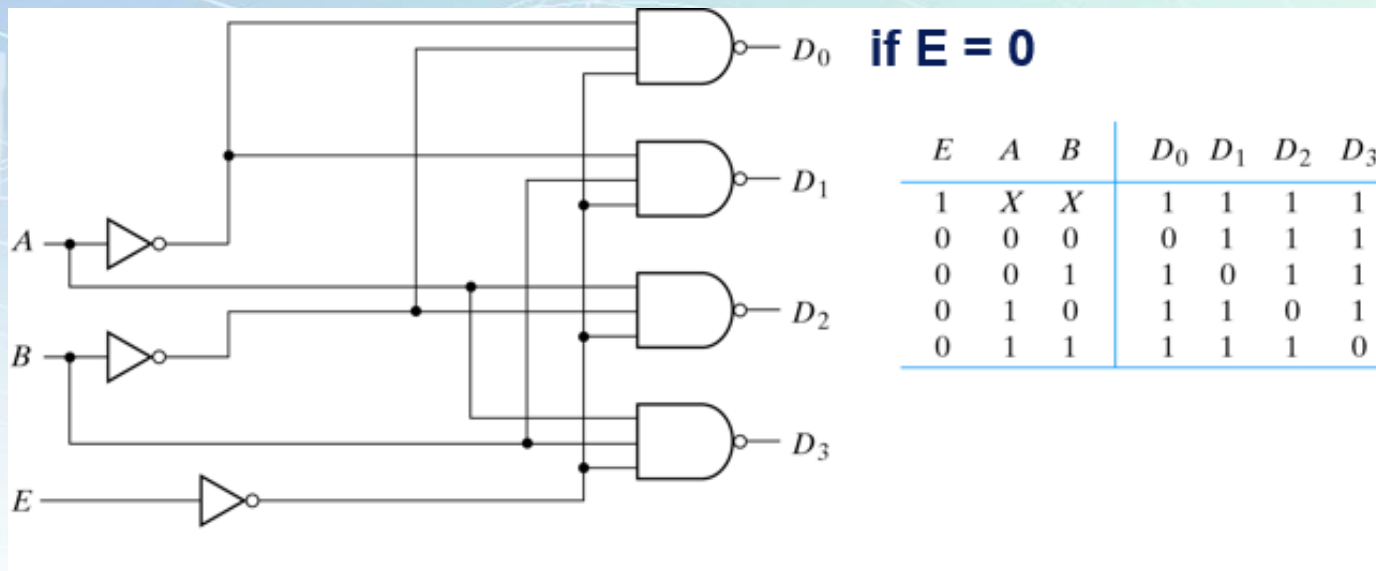 D0
if E = 0
D1
A
D2
B
D3
E
E A B D0 D1 D2 D3
1 X X 1 1 1 1
0 0 0 0 1 1 1
0 0 1 1 0 1 1
0 1 0 1 1 0 1
0 1 1 1 1 1 0